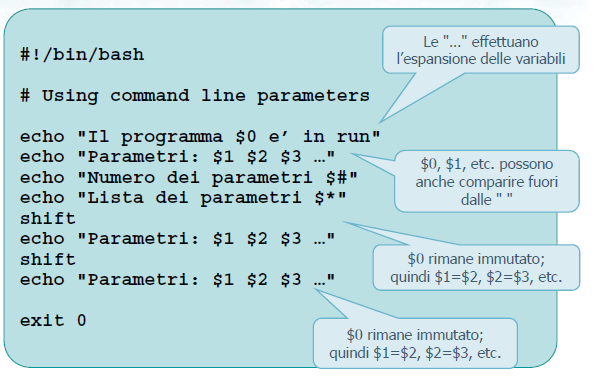 #!/bin/bash
# Using command line parameters
echo "Il programma $0 e’ in run"
echo "Parametri: $1 $2 $3 …"
echo "Numero dei parametri $#"
echo "Lista dei parametri $*"
shift
echo "Parametri: $1 $2 $3 …"
shift
echo "Parametri: $1 $2 $3 …"
exit 0
Le "..." effettuano
l’espansione delle variabili
$0, $1, etc. possono
anche comparire fuori
dalle " "
$0 rimane immutato;
quindi $1=$2, $2=$3, etc.
$0 rimane immutato;
quindi $1=$2, $2=$3, etc.